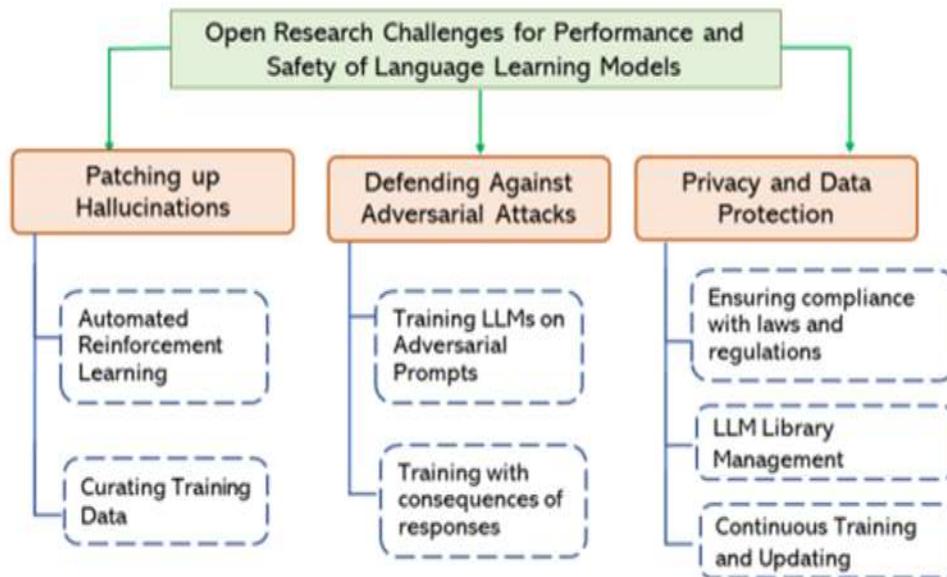 Open Research Challenges for Performance and
Safety of Language Learning Models
Patching up
Hallucinations
Automated
Reinforcement
Learning
Curating Training
Data
Defending Against
Adversarial Attacks
Training LLMs on
Adversarial
Prompts
Training with
consequences of
responses
Privacy and Data
Protection
Ensuring compliance
with laws and
regulations
LLM Library
Management
Continuous Training
and Updating